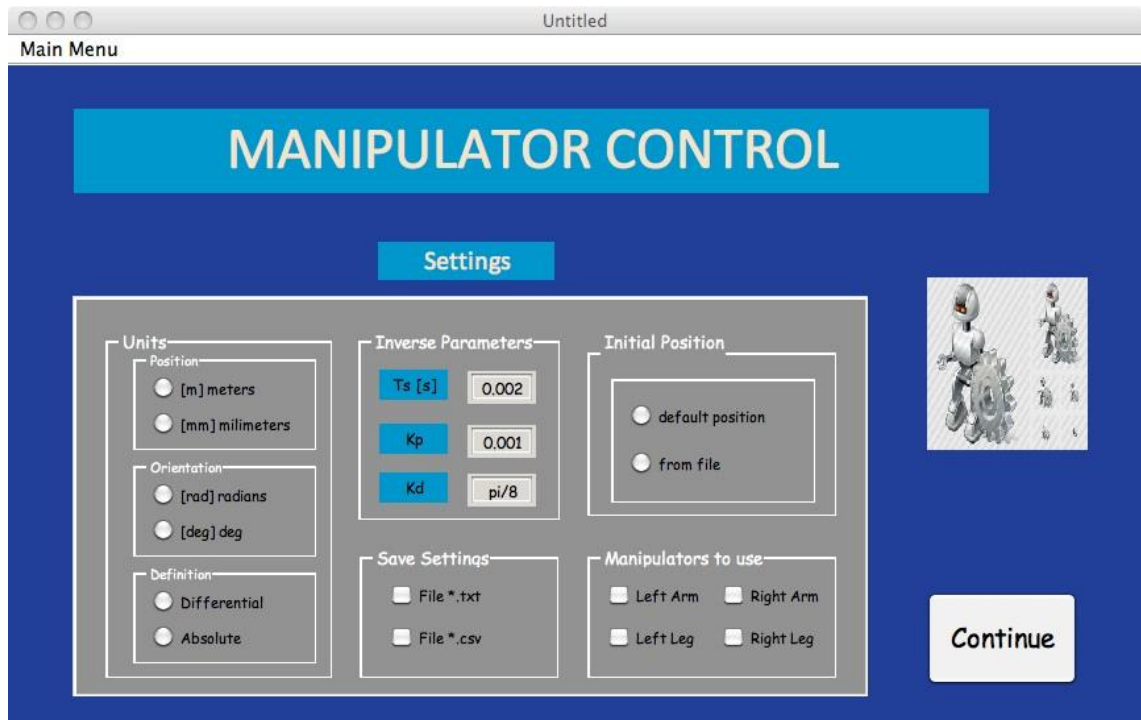 Untitled
Main Menu
MANIPULATOR CONTROL
Settings
Units
Position
[m] meters
[mm] milimeters
Orientation
[rad] radians
[deg] deg
Definition
Differential
Absolute
Inverse Parameters
Ts [s] 0.002
Kp 0.001
Kd pi/8
Save Settings
File *.txt
File *.csv
Initial Position
default position
from file
Manipulators to use
Left Arm Right Arm
Left Leg Right Leg
Continue